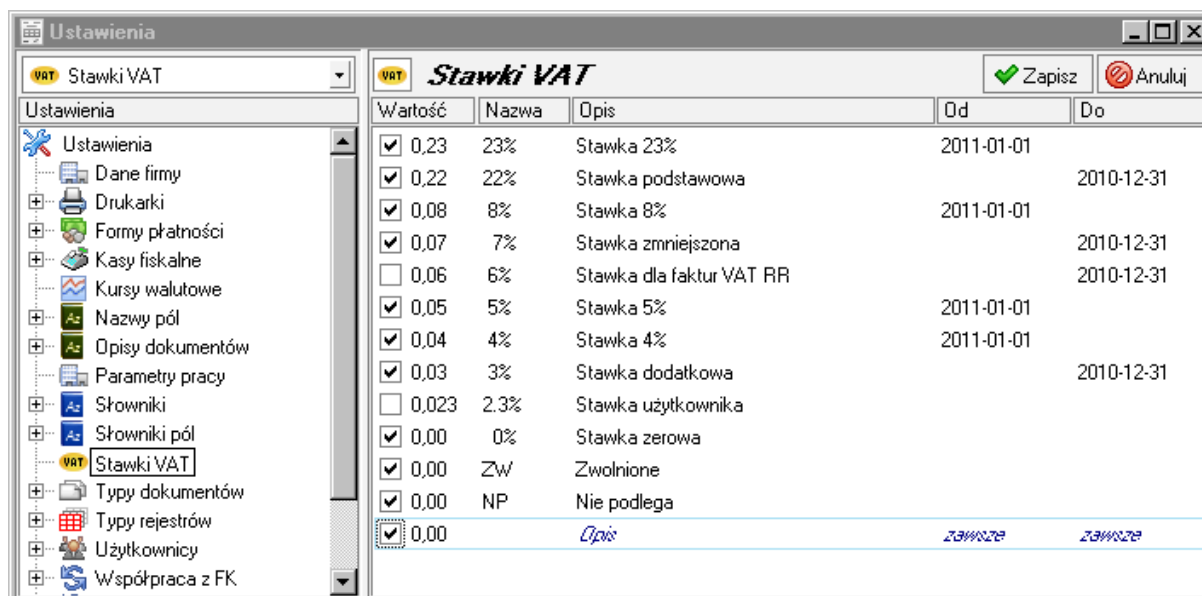 Ustawienia
VAT Stawki VAT
Ustawienia
Ustawienia
Dane firmy
Drukarki
Formy płatności
Kasy fiskalne
Kursy walutowe
Az Nazwy pól
Az Opisy dokumentów
Parametry pracy
Az Słowniki
Az Słowniki pól
VAT Stawki VAT
Typy dokumentów
Typy rejestrów
Użytkownicy
Współpraca z FK
VAT Stawki VAT Zapisz Anuluj
Wartość Nazwa Opis Od Do
0,23 23% Stawka 23% 2011-01-01
0,22 22% Stawka podstawowa 2010-12-31
0,08 8% Stawka 8% 2011-01-01
0,07 7% Stawka zmniejszona 2010-12-31
0,06 6% Stawka dla faktur VAT RR 2010-12-31
0,05 5% Stawka 5% 2011-01-01
0,04 4% Stawka 4% 2011-01-01
0,03 3% Stawka dodatkowa 2010-12-31
0,023 2.3% Stawka użytkownika
0,00 0% Stawka zerowa
0,00 ZW Zwolnione
0,00 NP Nie podlega
0,00 Opis zawsze zawsze